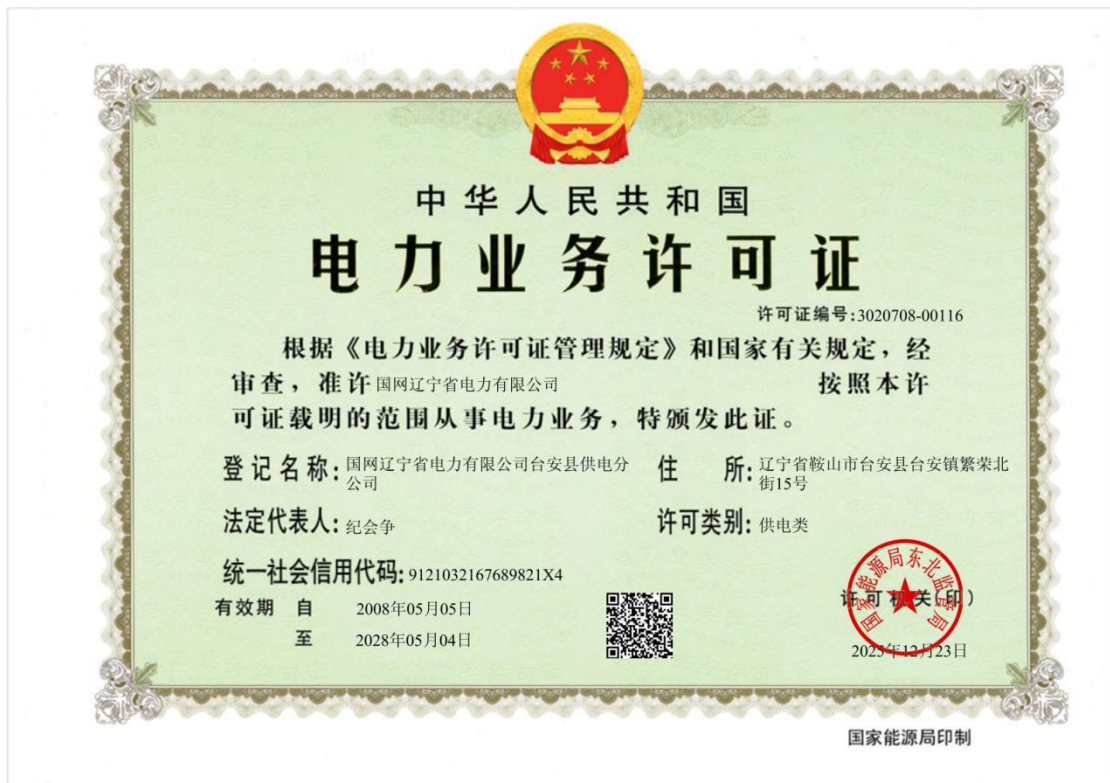 中华人民共和国
电力业务许可证
许可证编号:3020708-00116
根据《电力业务许可证管理规定》和国家有关规定，经
审查，准许国网辽宁省电力有限公司 按照本许
可证载明的范围从事电力业务，特颁发此证。
登记名称:国网辽宁省电力有限公司台安县供电分
公司
住 所:辽宁省鞍山市台安县台安镇繁荣北
街15号
法定代表人:纪会争
许可类别:供电类
统一社会信用代码:9121032167689821X4
有效期 自 2008年05月05日
至 2028年05月04日
国家能源局东北监管局
许可机关(印)
2025年12月23日
国家能源局印制